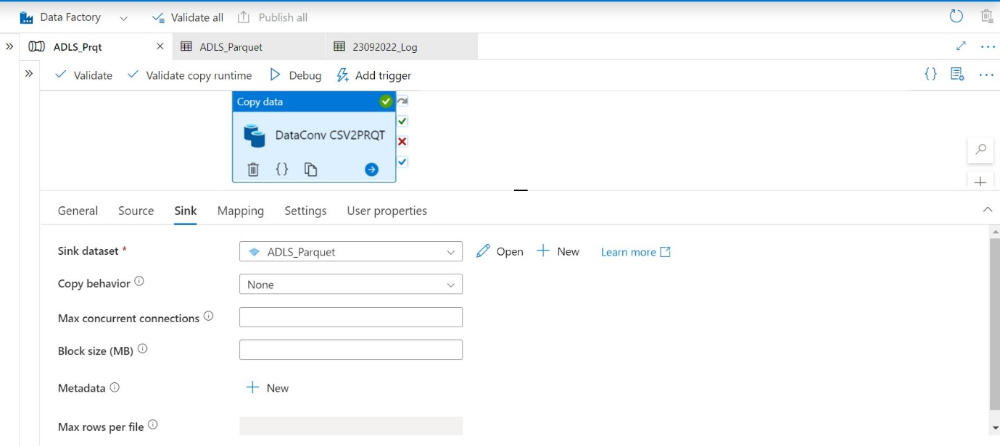 Data Factory Validate all Publish all
ADLS_Prqt ADLS_Parquet 23092022_Log
Validate Validate copy runtime Debug Add trigger
Copy data
DataConv CSV2PRQT
General Source Sink Mapping Settings User properties
Sink dataset * ADLS_Parquet Open New Learn more
Copy behavior None
Max concurrent connections
Block size (MB)
Metadata New
Max rows per file